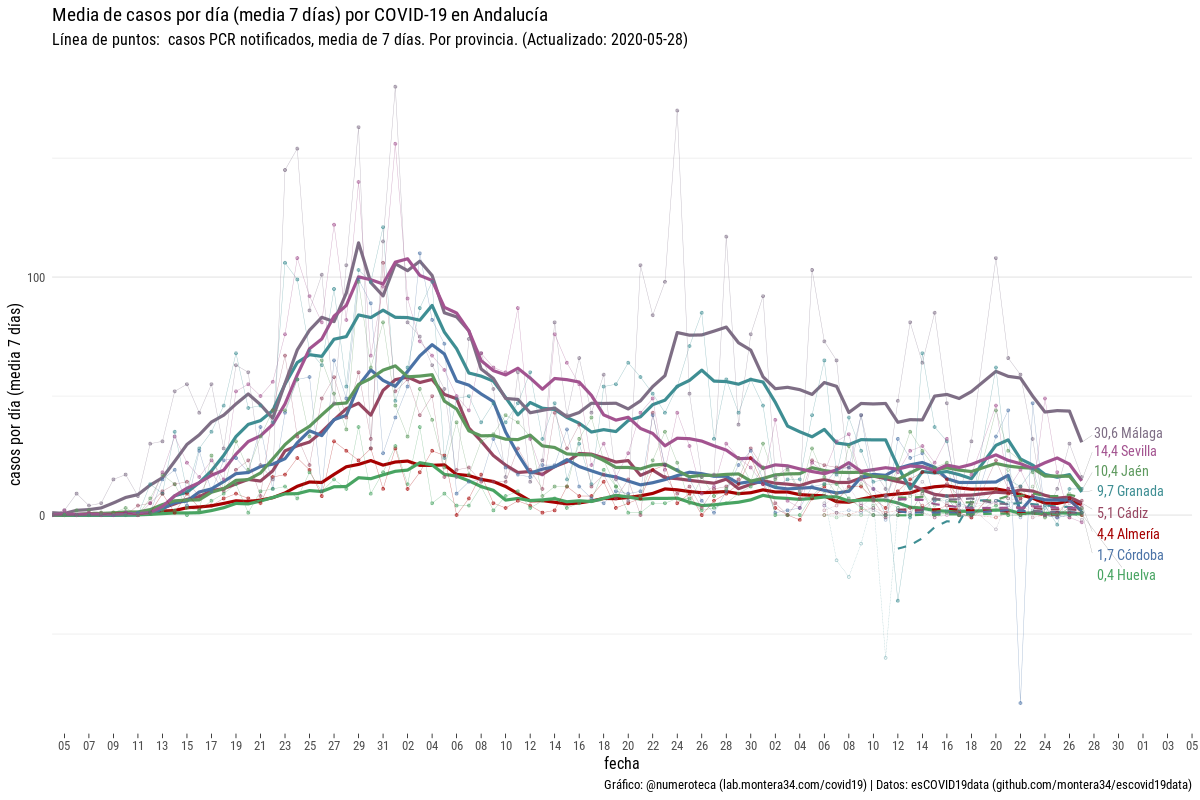 Media de casos por día (media 7 días) por COVID-19 en Andalucía
Línea de puntos:  casos PCR notificados, media de 7 días. Por provincia. (Actualizado: 2020-05-28)
casos por día (media 7 días)
100
0
30,6 Málaga
14,4 Sevilla
10,4 Jaén
9,7 Granada
5,1 Cádiz
4,4 Almería
1,7 Córdoba
0,4 Huelva
05 07 09 11 13 15 17 19 21 23 25 27 29 31 02 04 06 08 10 12 14 16 18 20 22 24 26 28 30 02 04 06 08 10 12 14 16 18 20 22 24 26 28 30 01 03 05
fecha
Gráfico: @numeroteca (lab.montera34.com/covid19) | Datos: esCOVID19data (github.com/montera34/escovid19data)